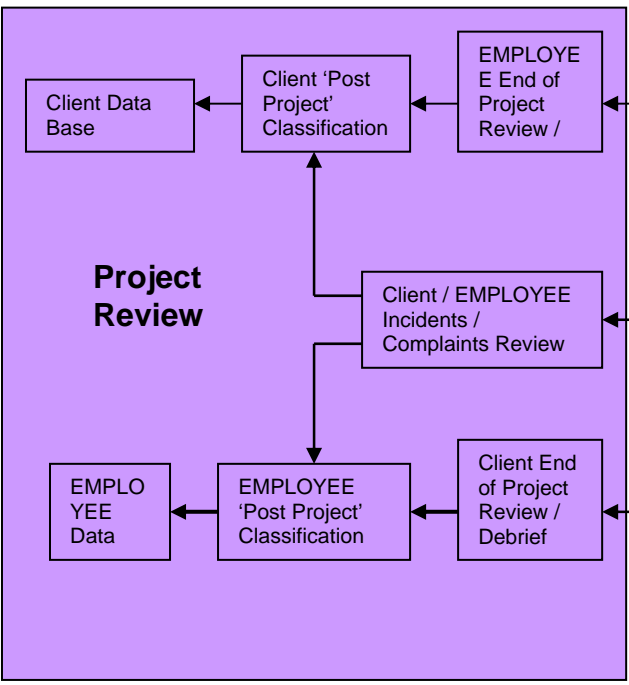 Client Data
Base
Client ‘Post
Project’
Classification
EMPLOYE
E End of
Project
Review /
Project
Review
Client / EMPLOYEE
Incidents /
Complaints Review
EMPLO
YEE
Data
EMPLOYEE
‘Post Project’
Classification
Client End
of Project
Review /
Debrief